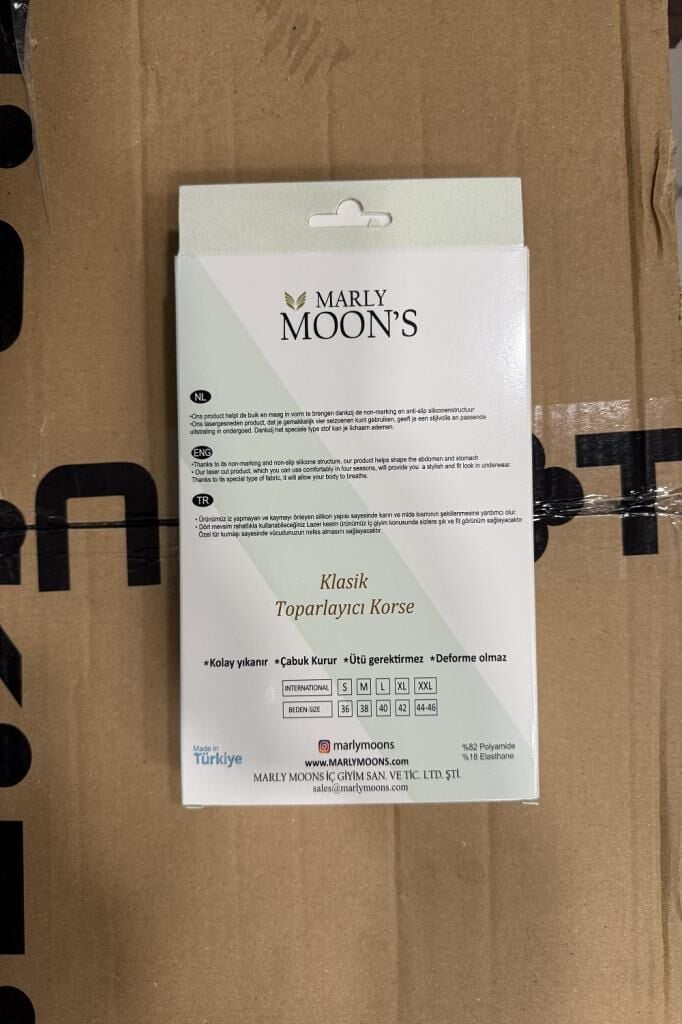 MARLY
MOON'S
NL
•Ons product helpt de buik en maag in vorm te brengen dankzij de non-marking en anti-slip siliconenstructuur
•Ons lasergesneden product, dat je gemakkelijk vier seizoenen kunt gebruiken, geeft je een stijlvolle en passende
uitstraling in ondergoed. Dankzij het speciale type stof kan je lichaam ademen.
ENG
•Thanks to its non-marking and non-slip silicone structure, our product helps shape the abdomen and stomach
• Our laser cut product, which you can use comfortably in four seasons, will provide you a stylish and fit look in underwear.
Thanks to its special type of fabric, it will allow your body to breathe.
TR
• Ürünümüz iz yapmayan ve kaymayı önleyen silikon yapısı sayesinde karın ve mide kısmının şekillenmesine yardımcı olur.
• Dört mevsim rahatlıkla kullanabileceğiniz Lazer kesim ürünümüz iç giyim konusunda sizlere şık ve fit görünüm sağlayacaktır.
Özel tür kumaşı sayesinde vücudunuzun nefes almasını sağlayacaktır.
Klasik
Toparlayıcı Korse
★Kolay yıkanır ★Çabuk Kurur ★Ütü gerektirmez ★Deforme olmaz
INTERNATIONAL S M L XL XXL
BEDEN-SIZE 36 38 40 42 44-46
Made in
Türkiye
marlymoons
www.MARLYMOONS.com
MARLY MOONS İÇ GİYİM SAN. VE TİC. LTD. ŞTİ.
sales@marlymoons.com
%82 Polyamide
%18 Elasthane